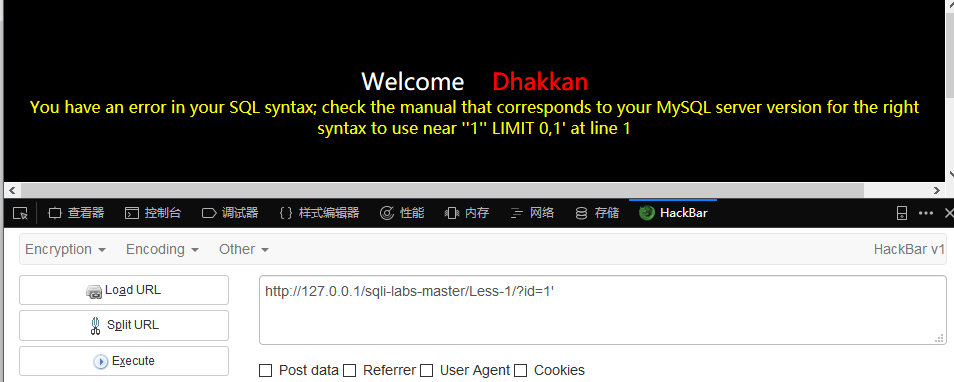 Welcome Dhakkan
You have an error in your SQL syntax; check the manual that corresponds to your MySQL server version for the right
syntax to use near ''1'' LIMIT 0,1' at line 1
查看器 控制台 调试器 {} 样式编辑器 性能 内存 网络 存储 HackBar
Encryption Encoding Other HackBar v1
Load URL
http://127.0.0.1/sqli-labs-master/Less-1/?id=1'
Split URL
Execute
Post data Referrer User Agent Cookies